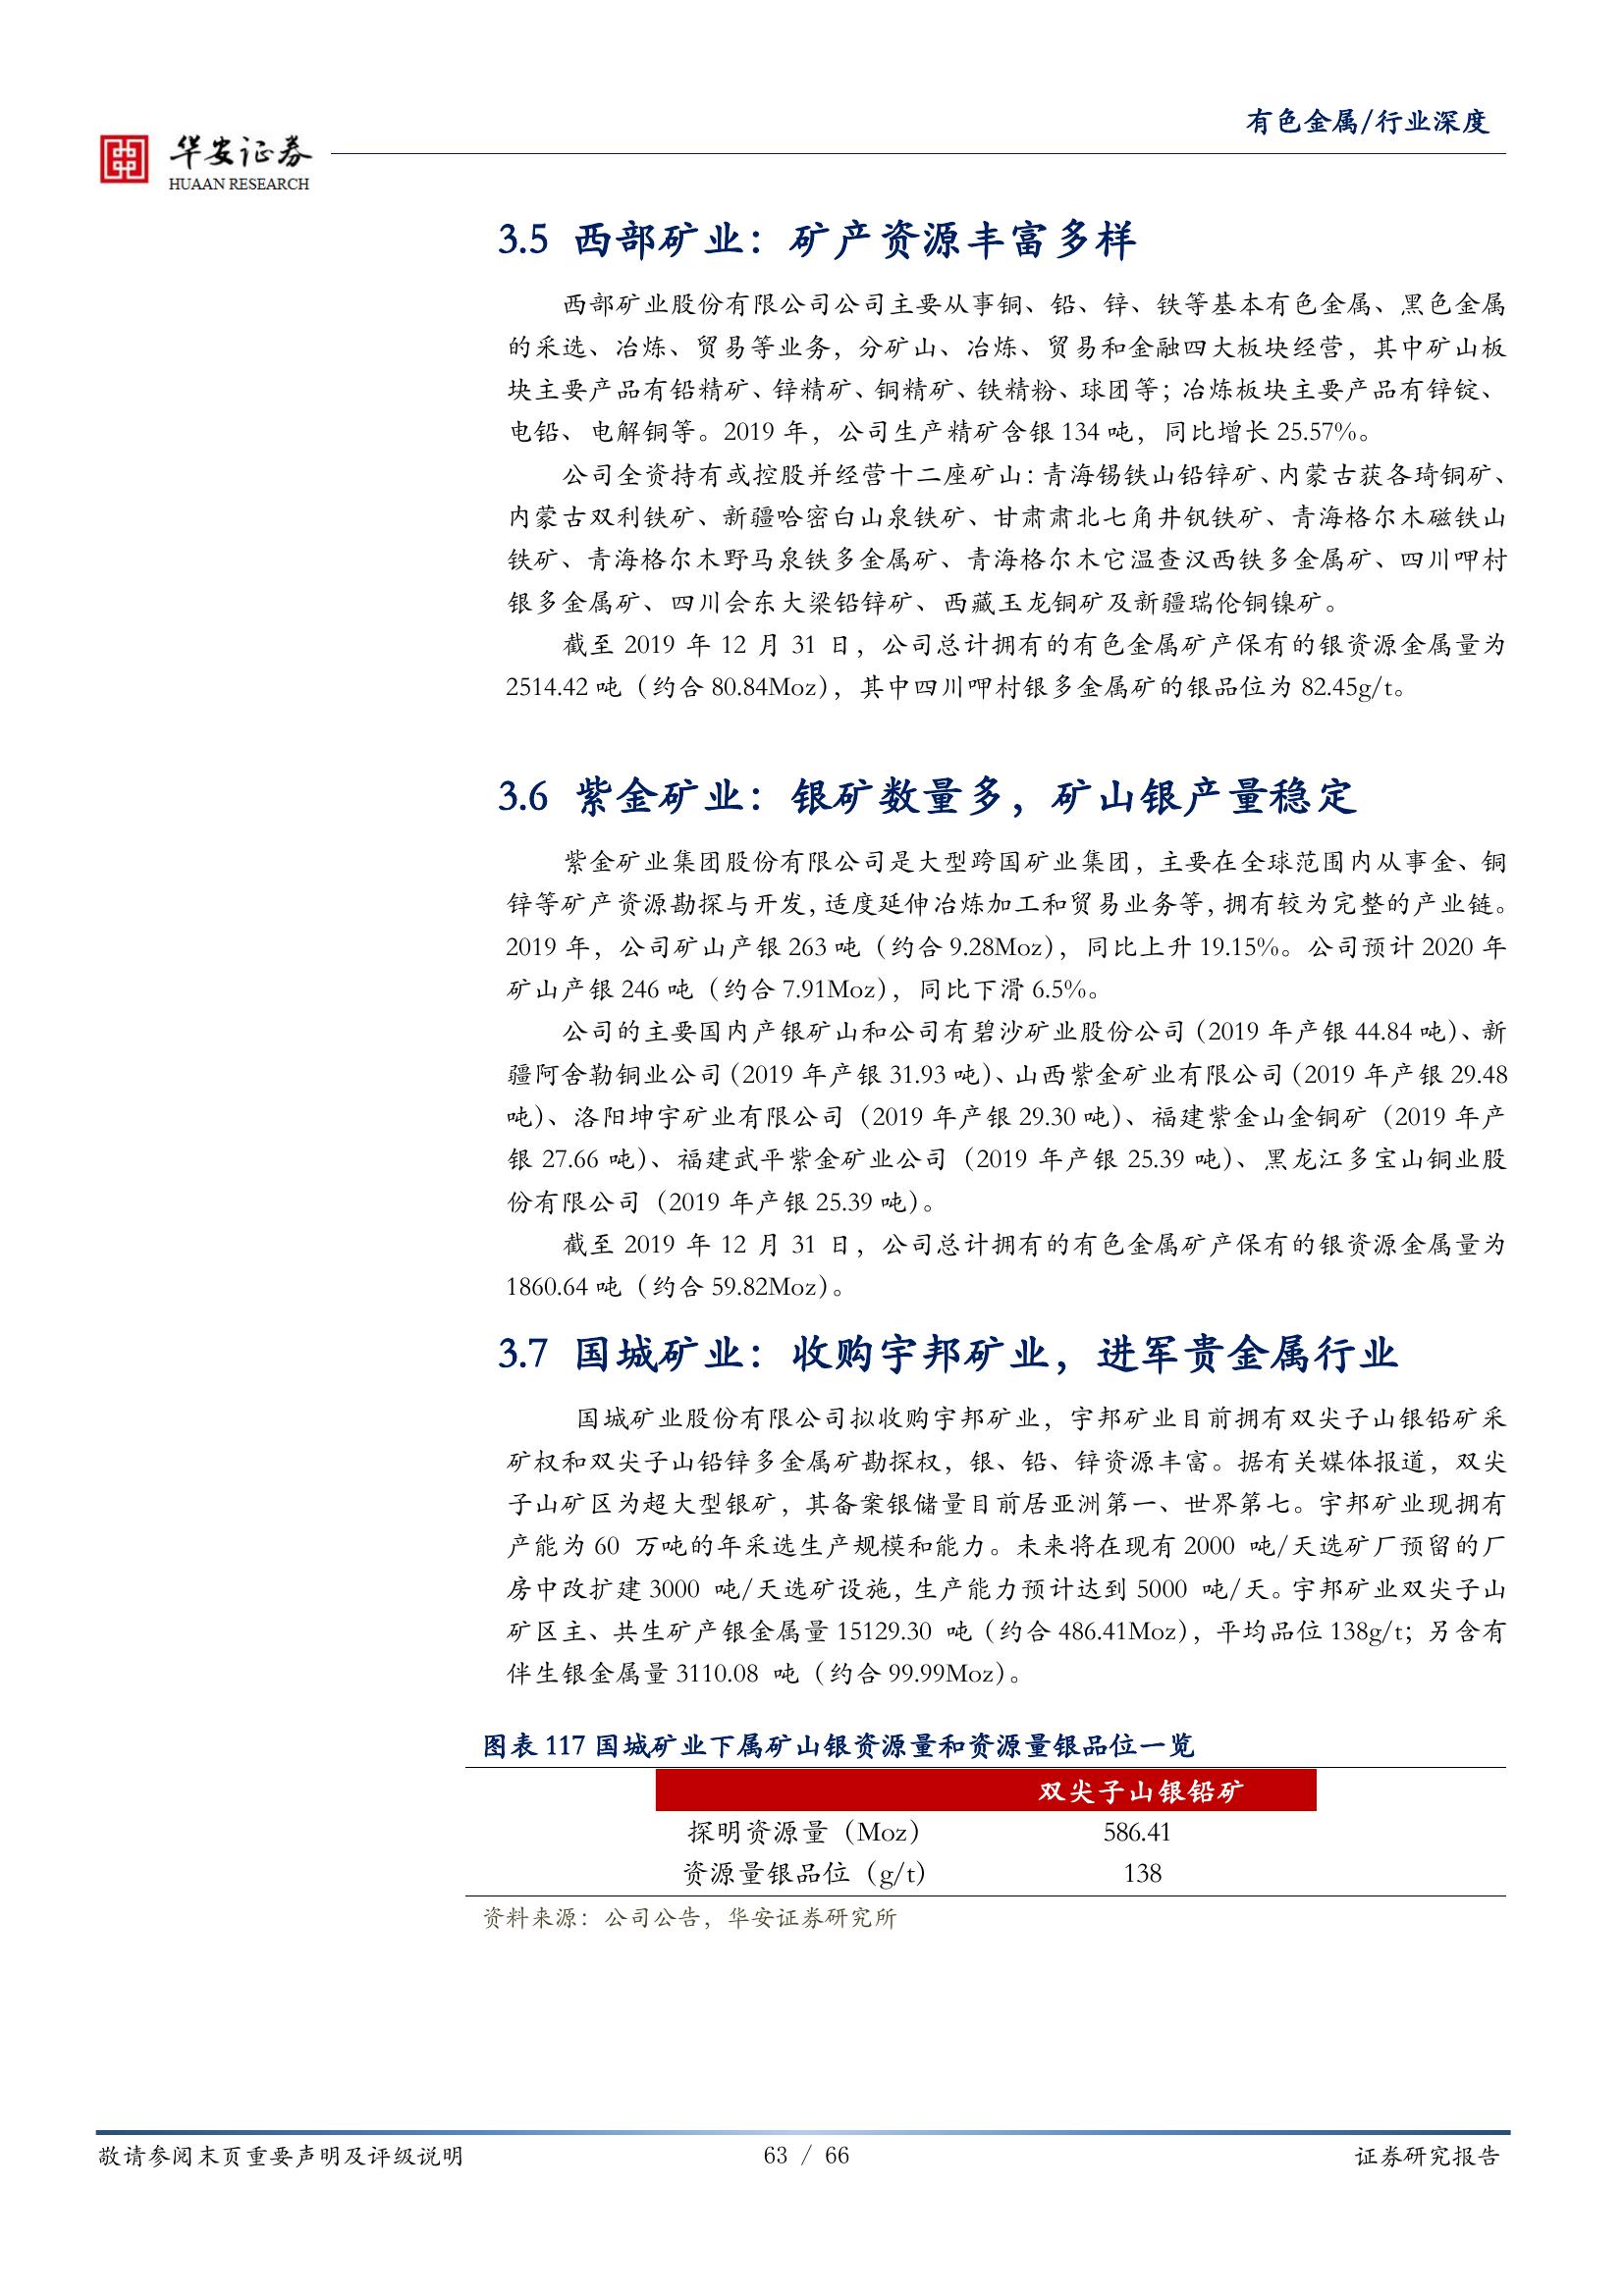 有色金属/行业深度
华安证券
HUAAN RESEARCH
3.5 西部矿业：矿产资源丰富多样
西部矿业股份有限公司公司主要从事铜、铅、锌、铁等基本有色金属、黑色金属
的采选、冶炼、贸易等业务，分矿山、冶炼、贸易和金融四大板块经营，其中矿山板
块主要产品有铅精矿、锌精矿、铜精矿、铁精粉、球团等；冶炼板块主要产品有锌锭、
电铅、电解铜等。2019 年，公司生产精矿含银 134 吨，同比增长 25.57%。
公司全资持有或控股并经营十二座矿山：青海锡铁山铅锌矿、内蒙古获各琦铜矿、
内蒙古双利铁矿、新疆哈密白山泉铁矿、甘肃肃北七角井钒铁矿、青海格尔木磁铁山
铁矿、青海格尔木野马泉铁多金属矿、青海格尔木它温查汉西铁多金属矿、四川呷村
银多金属矿、四川会东大梁铅锌矿、西藏玉龙铜矿及新疆瑞伦铜镍矿。
截至 2019 年 12 月 31 日，公司总计拥有的有色金属矿产保有的银资源金属量为
2514.42 吨（约合 80.84Moz），其中四川呷村银多金属矿的银品位为 82.45g/t。
3.6 紫金矿业：银矿数量多，矿山银产量稳定
紫金矿业集团股份有限公司是大型跨国矿业集团，主要在全球范围内从事金、铜
锌等矿产资源勘探与开发，适度延伸冶炼加工和贸易业务等，拥有较为完整的产业链。
2019 年，公司矿山产银 263 吨（约合 9.28Moz），同比上升 19.15%。公司预计 2020 年
矿山产银 246 吨（约合 7.91Moz），同比下滑 6.5%。
公司的主要国内产银矿山和公司有碧沙矿业股份公司（2019 年产银 44.84 吨）、新
疆阿舍勒铜业公司（2019 年产银 31.93 吨）、山西紫金矿业有限公司（2019 年产银 29.48
吨）、洛阳坤宇矿业有限公司（2019 年产银 29.30 吨）、福建紫金山金铜矿（2019 年产
银 27.66 吨）、福建武平紫金矿业公司（2019 年产银 25.39 吨）、黑龙江多宝山铜业股
份有限公司（2019 年产银 25.39 吨）。
截至 2019 年 12 月 31 日，公司总计拥有的有色金属矿产保有的银资源金属量为
1860.64 吨（约合 59.82Moz）。
3.7 国城矿业：收购宇邦矿业，进军贵金属行业
国城矿业股份有限公司拟收购宇邦矿业，宇邦矿业目前拥有双尖子山银铅矿采
矿权和双尖子山铅锌多金属矿勘探权，银、铅、锌资源丰富。据有关媒体报道，双尖
子山矿区为超大型银矿，其备案银储量目前居亚洲第一、世界第七。宇邦矿业现拥有
产能为 60 万吨的年采选生产规模和能力。未来将在现有 2000 吨/天选矿厂预留的厂
房中改扩建 3000 吨/天选矿设施，生产能力预计达到 5000 吨/天。宇邦矿业双尖子山
矿区主、共生矿产银金属量 15129.30 吨（约合 486.41Moz），平均品位 138g/t；另含有
伴生银金属量 3110.08 吨（约合 99.99Moz）。
图表 117 国城矿业下属矿山银资源量和资源量银品位一览
双尖子山银铅矿
探明资源量（Moz） 586.41
资源量银品位（g/t） 138
资料来源：公司公告，华安证券研究所
敬请参阅末页重要声明及评级说明 63 / 66 证券研究报告